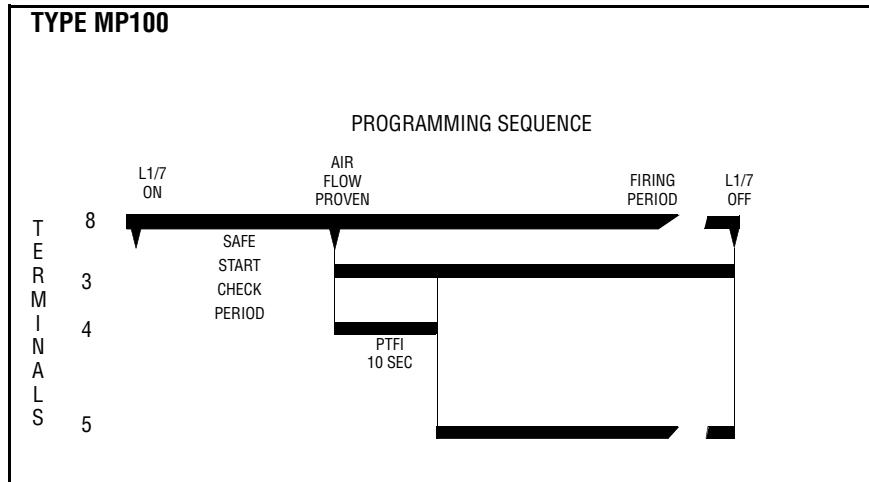 TYPE MP100
PROGRAMMING SEQUENCE
L1/7
ON
AIR
FLOW
PROVEN
FIRING
PERIOD
L1/7
OFF
TERMINALS
8
SAFE
START
CHECK
PERIOD
3
4
PTFI
10 SEC
5